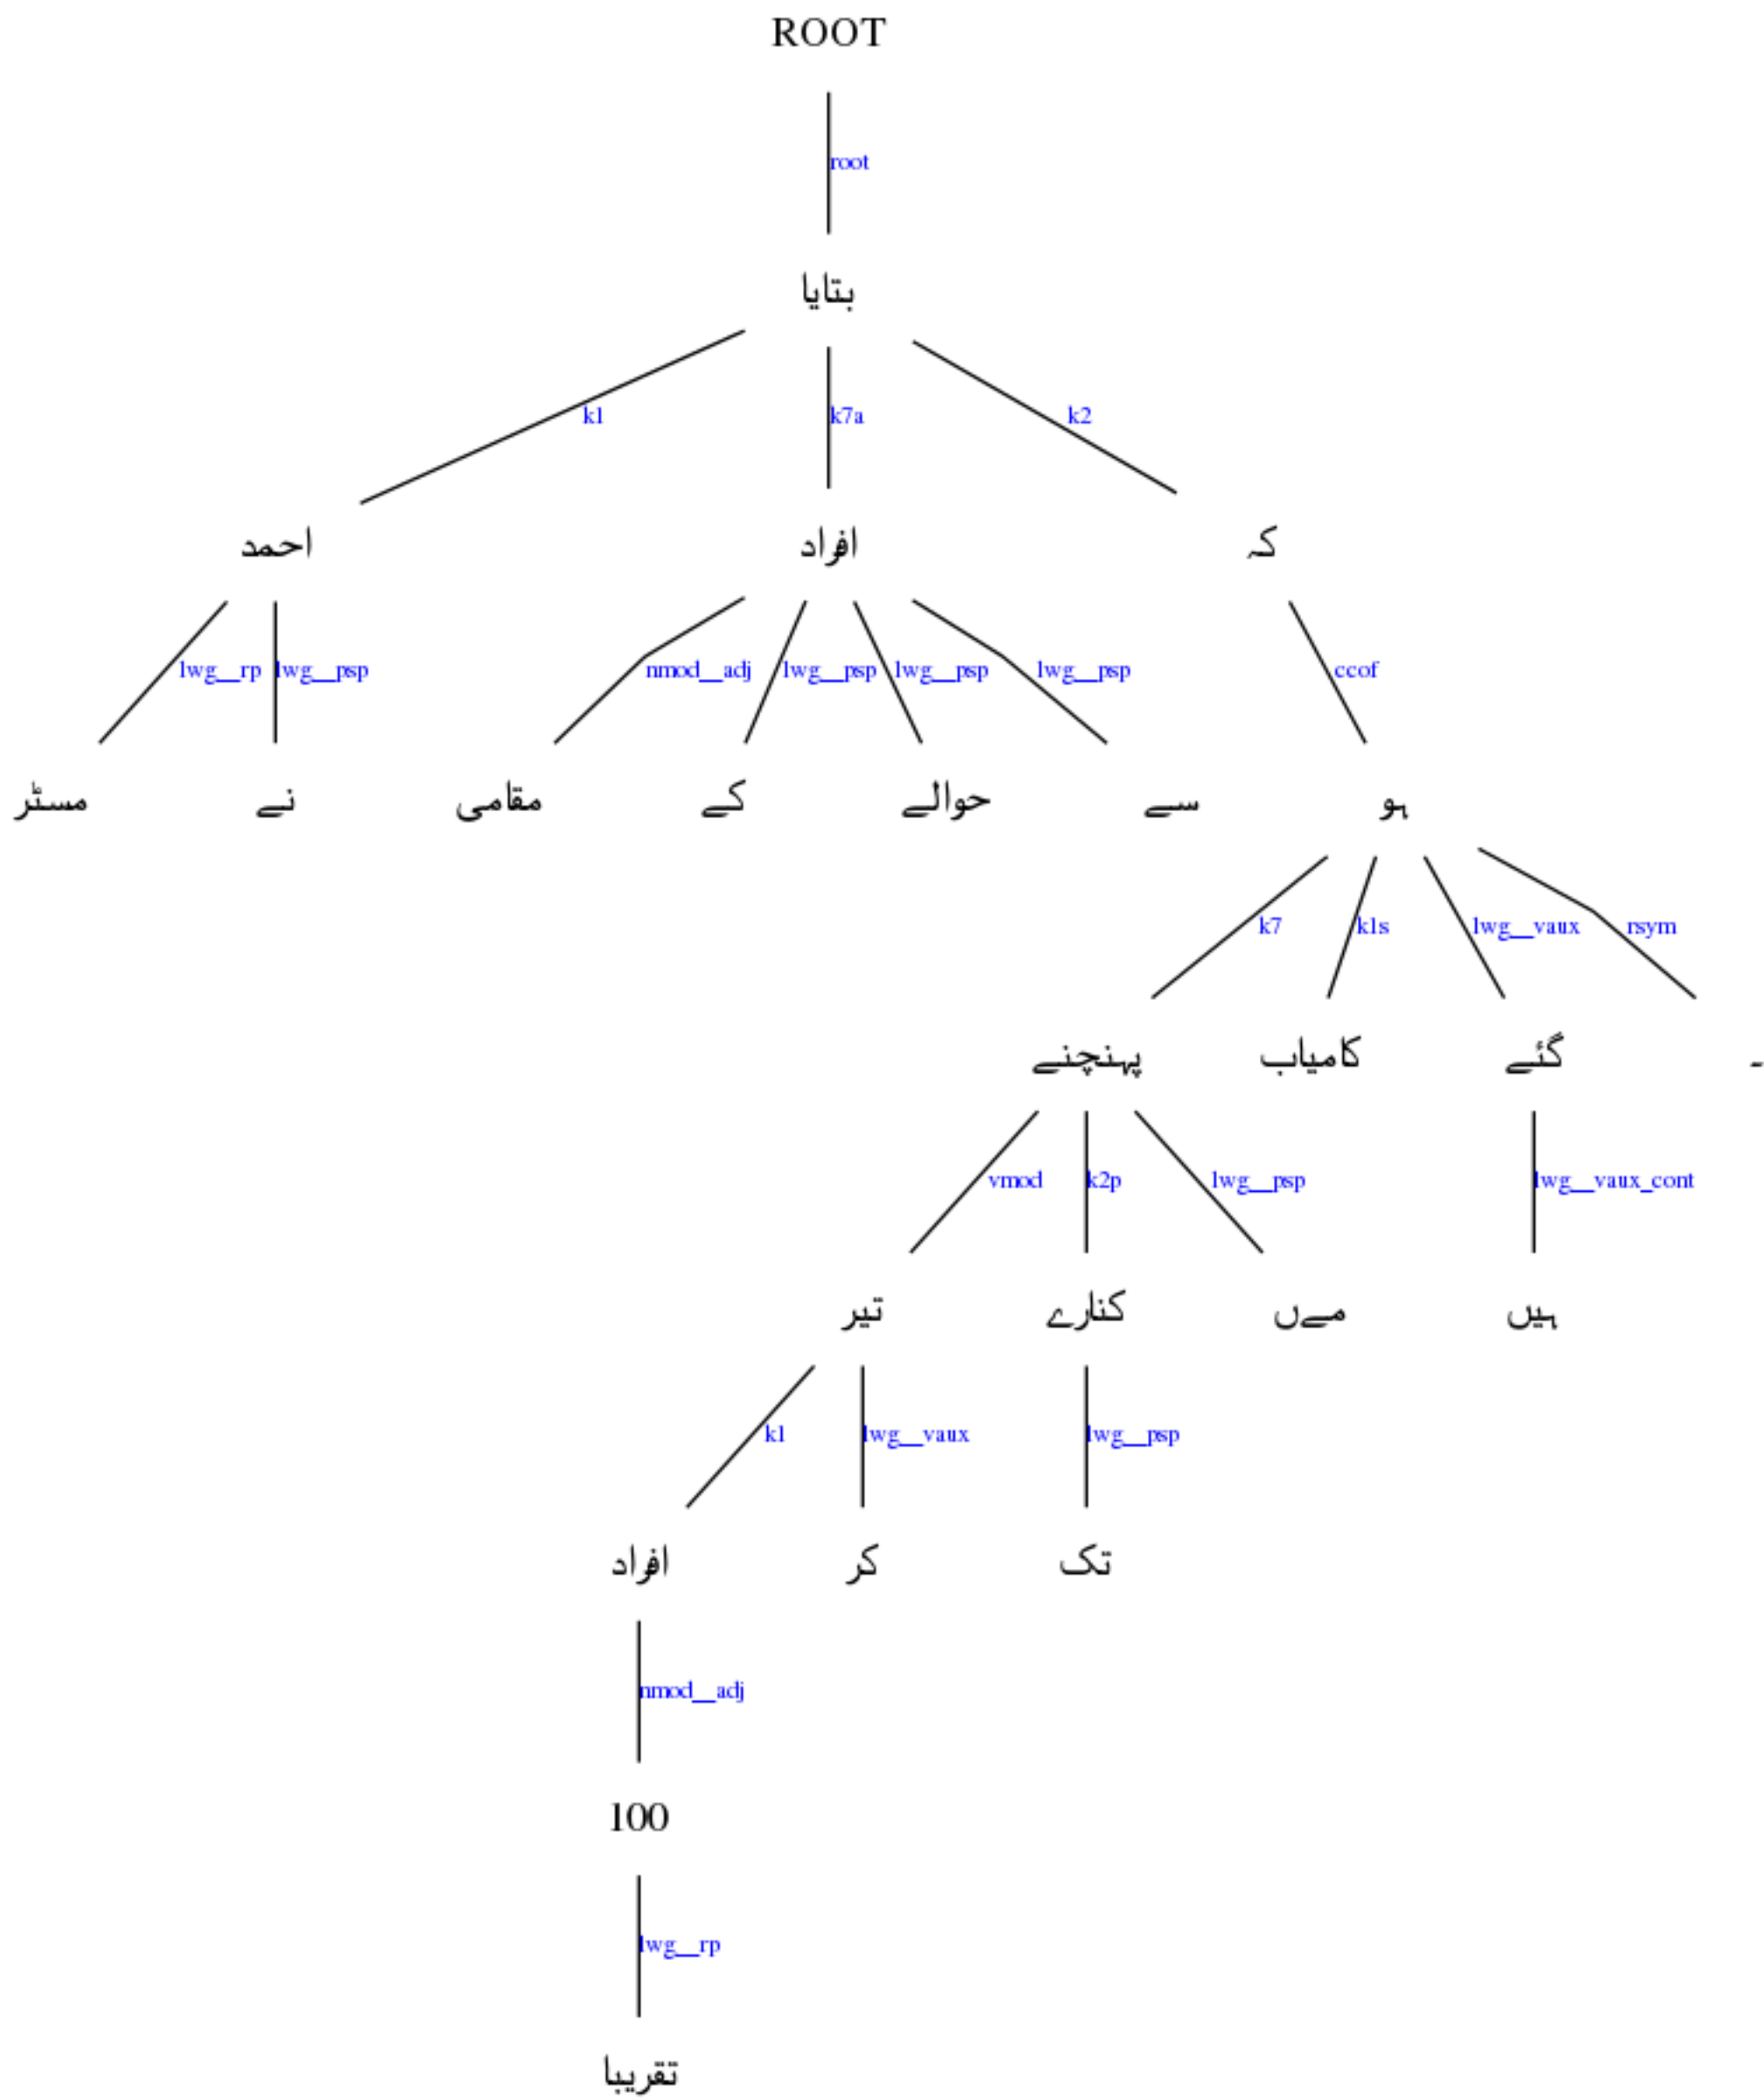 ROOT
root
بتایا
k1 k7a k2
احمد افراد کہ
lwg__rp lwg__psp nmod__adj lwg__psp lwg__psp lwg__psp ccof
مسٹر نے مقامی کے حوالے سے ہو
k7 k1s lwg__vaux rsym
پہنچنے کامیاب گئے ۔
vmod k2p lwg__psp lwg__vaux_cont
تیر کنارے مےں ہیں
k1 lwg__vaux lwg__psp
افراد کر تک
nmod__adj
100
lwg__rp
تقریبا